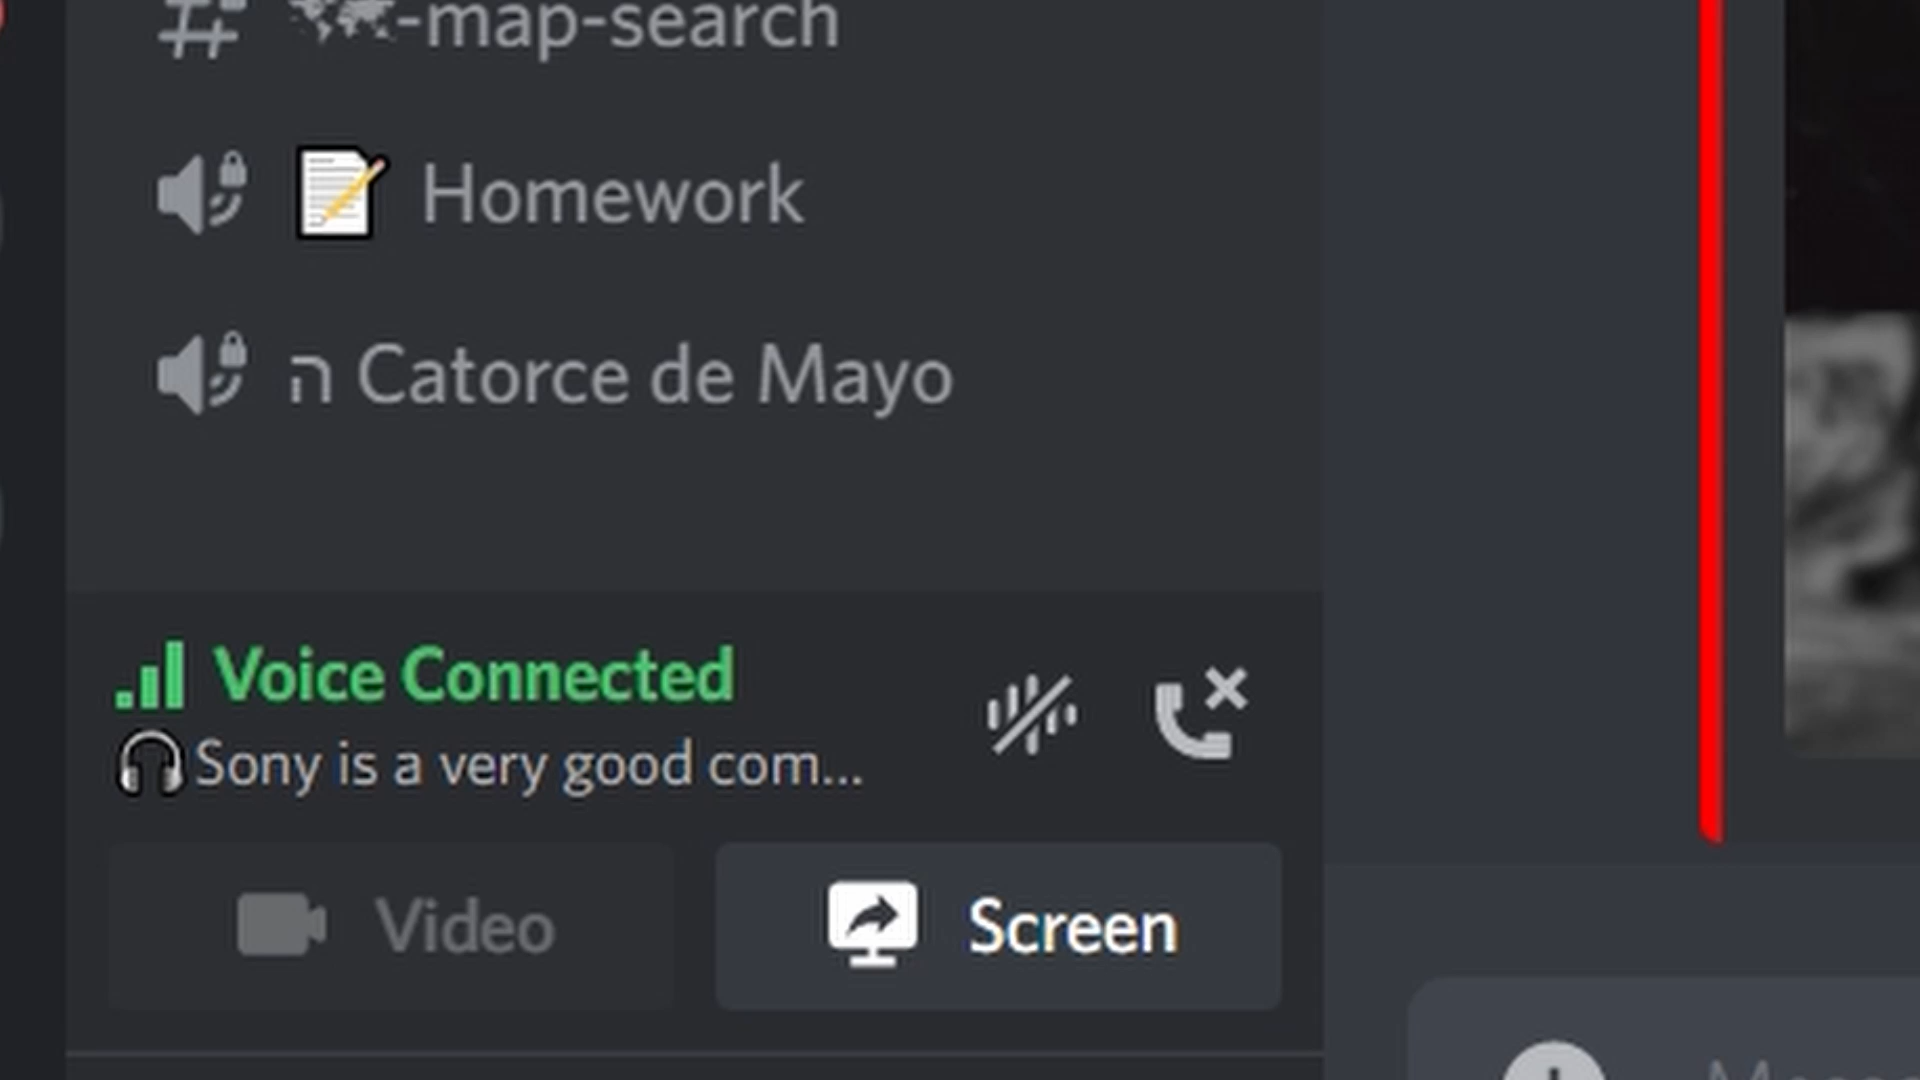 -map-search
Homework
ה Catorce de Mayo
Voice Connected
Sony is a very good com...
Video
Screen